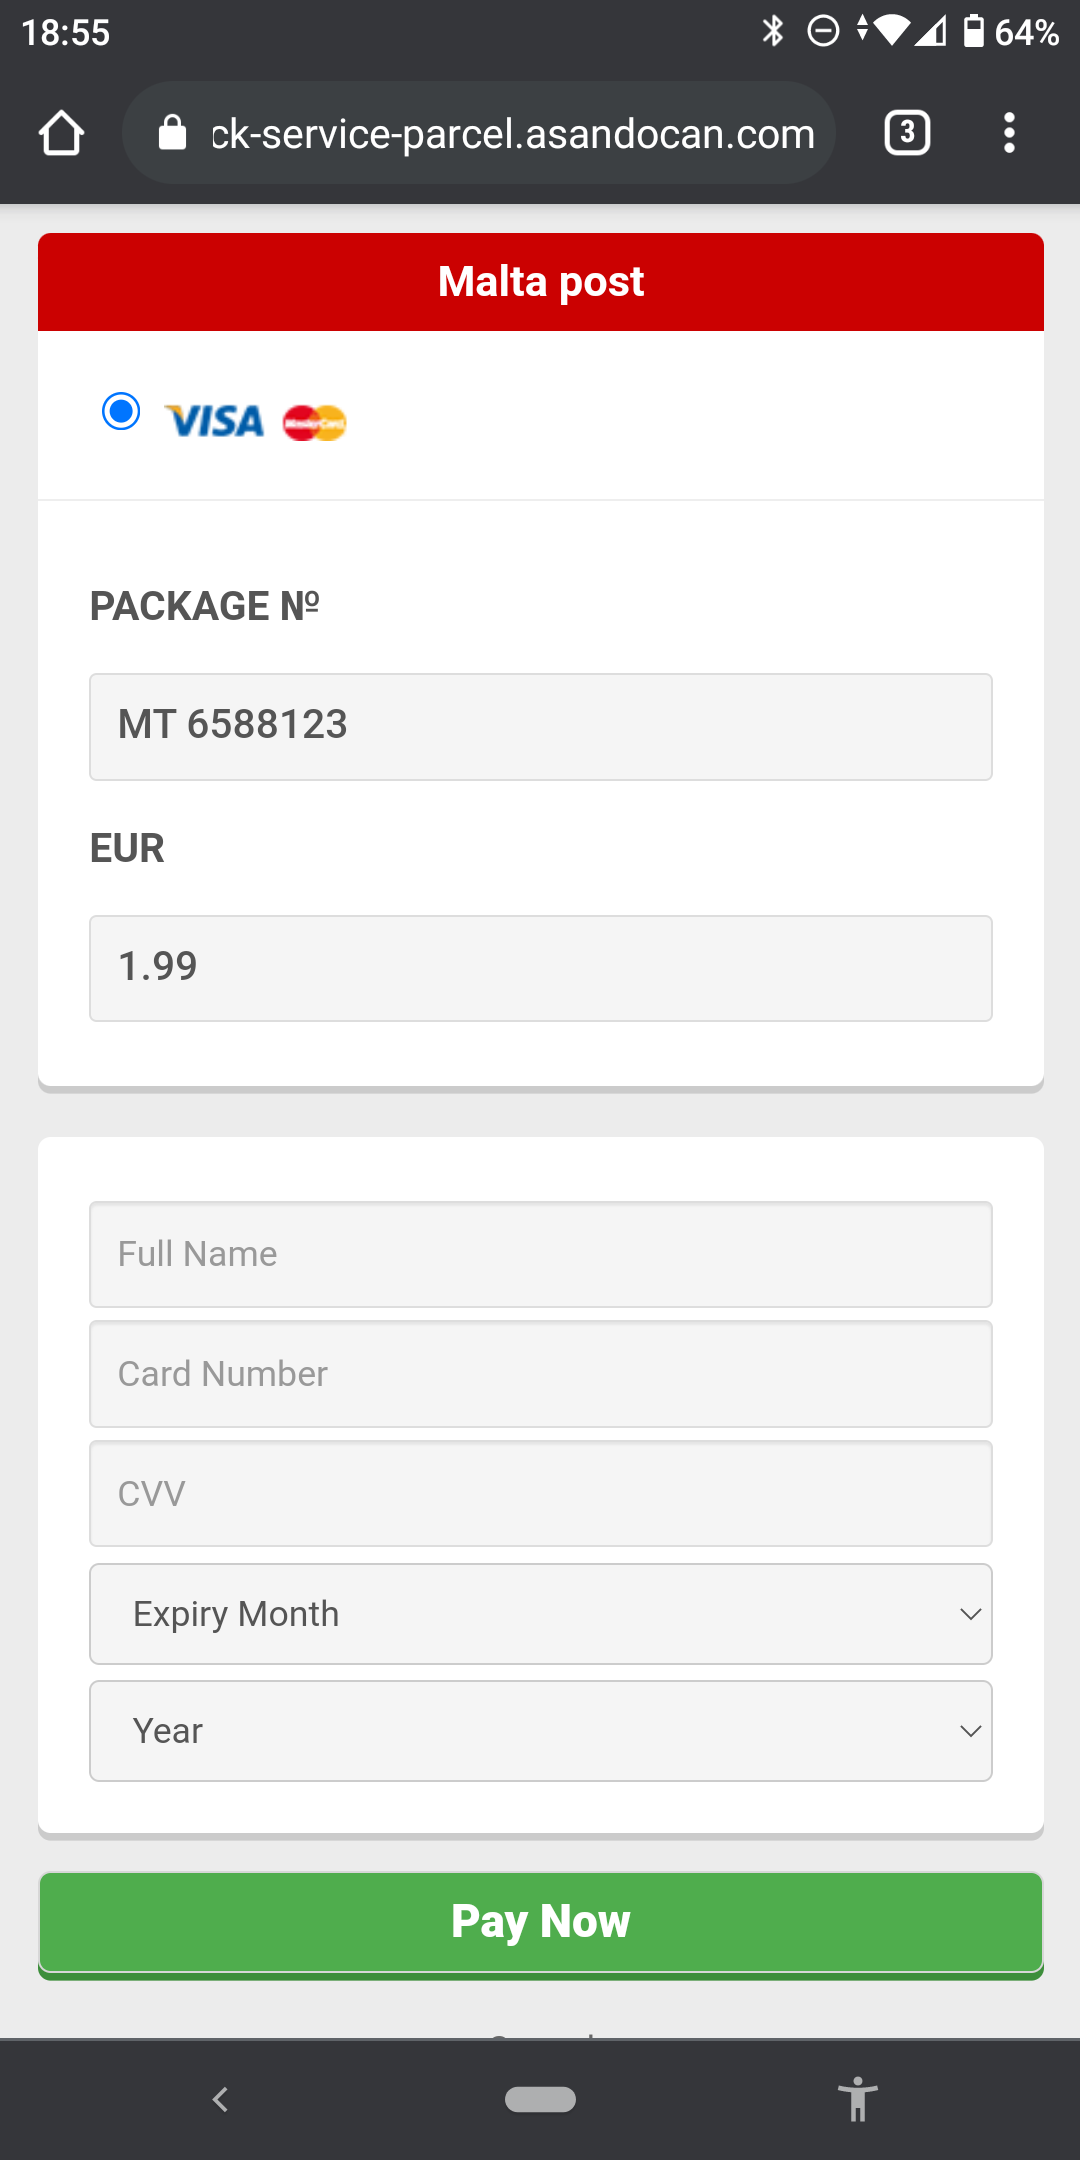 18:55
64%
ck-service-parcel.asandocan.com
3
Malta post
VISA MasterCard
PACKAGE Nº
MT 6588123
EUR
1.99
Full Name
Card Number
CVV
Expiry Month
Year
Pay Now